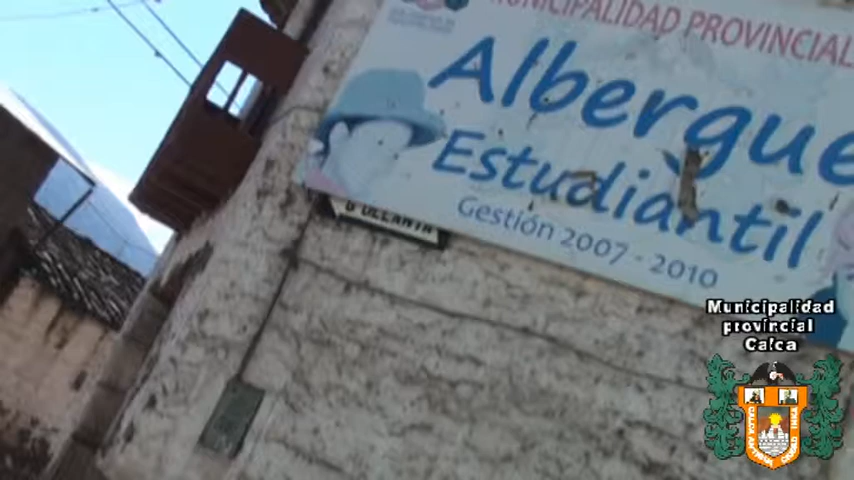 MUNICIPALIDAD PROVINCIAL
Albergue
Estudiantil
Gestión 2007 - 2010
OLLANTA
Municipalidad
provincial
Calca